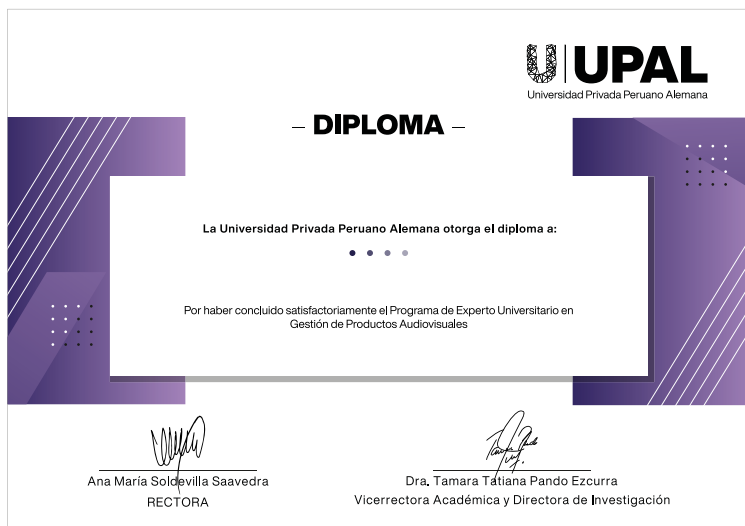 UPAL
Universidad Privada Peruano Alemana
– DIPLOMA –
La Universidad Privada Peruano Alemana otorga el diploma a:
Por haber concluido satisfactoriamente el Programa de Experto Universitario en
Gestión de Productos Audiovisuales
Ana María Soldevilla Saavedra
RECTORA
Dra. Tamara Tatiana Pando Ezcurra
Vicerrectora Académica y Directora de Investigación